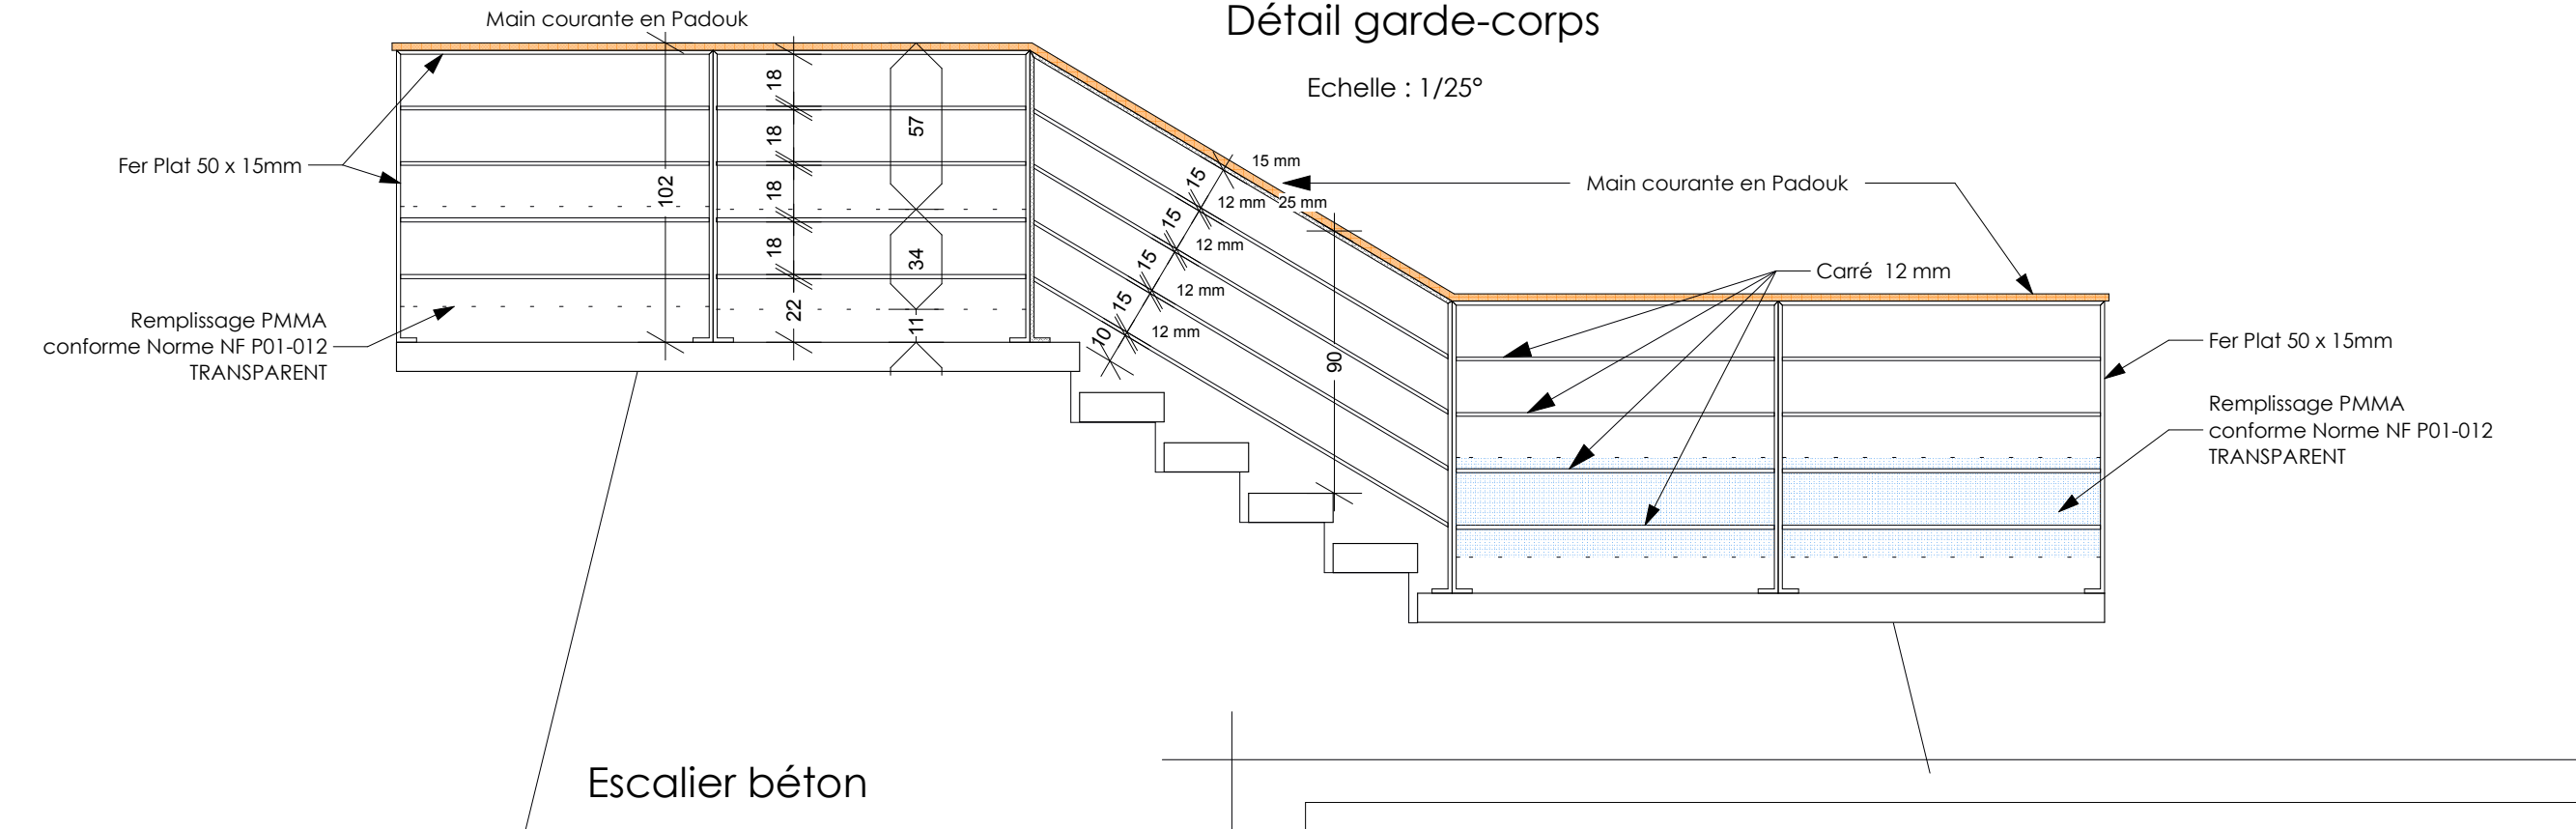 Détail garde-corps
Echelle : 1/25°
Main courante en Padouk
Fer Plat 50 x 15mm
Remplissage PMMA
conforme Norme NF P01-012
TRANSPARENT
102
18
18
18
18
22
57
34
11
15
15
15
15
10
15 mm
12 mm
25 mm
12 mm
12 mm
12 mm
90
Main courante en Padouk
Carré 12 mm
Fer Plat 50 x 15mm
Remplissage PMMA
conforme Norme NF P01-012
TRANSPARENT
Escalier béton